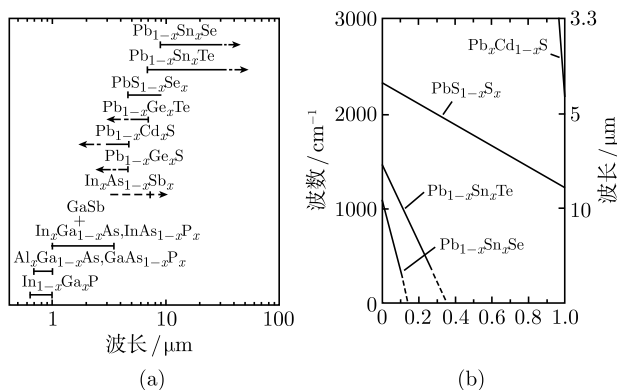 Pb₁₋ₓSnₓSe
Pb₁₋ₓSnₓTe
PbS₁₋ₓSeₓ
Pb₁₋ₓGeₓTe
Pb₁₋ₓCdₓS
Pb₁₋ₓGeₓS
InₓAs₁₋ₓSbₓ
GaSb
+
InₓGa₁₋ₓAs,InAs₁₋ₓPₓ
AlₓGa₁₋ₓAs,GaAs₁₋ₓPₓ
In₁₋ₓGaₓP
1 10 100
波长/μm
(a)
3000
2000
1000
0
波数/cm⁻¹
PbₓCd₁₋ₓS
PbS₁₋ₓSₓ
Pb₁₋ₓSnₓTe
Pb₁₋ₓSnₓSe
3.3
5
10
波长/μm
0 0.2 0.4 0.6 0.8 1.0
(b)